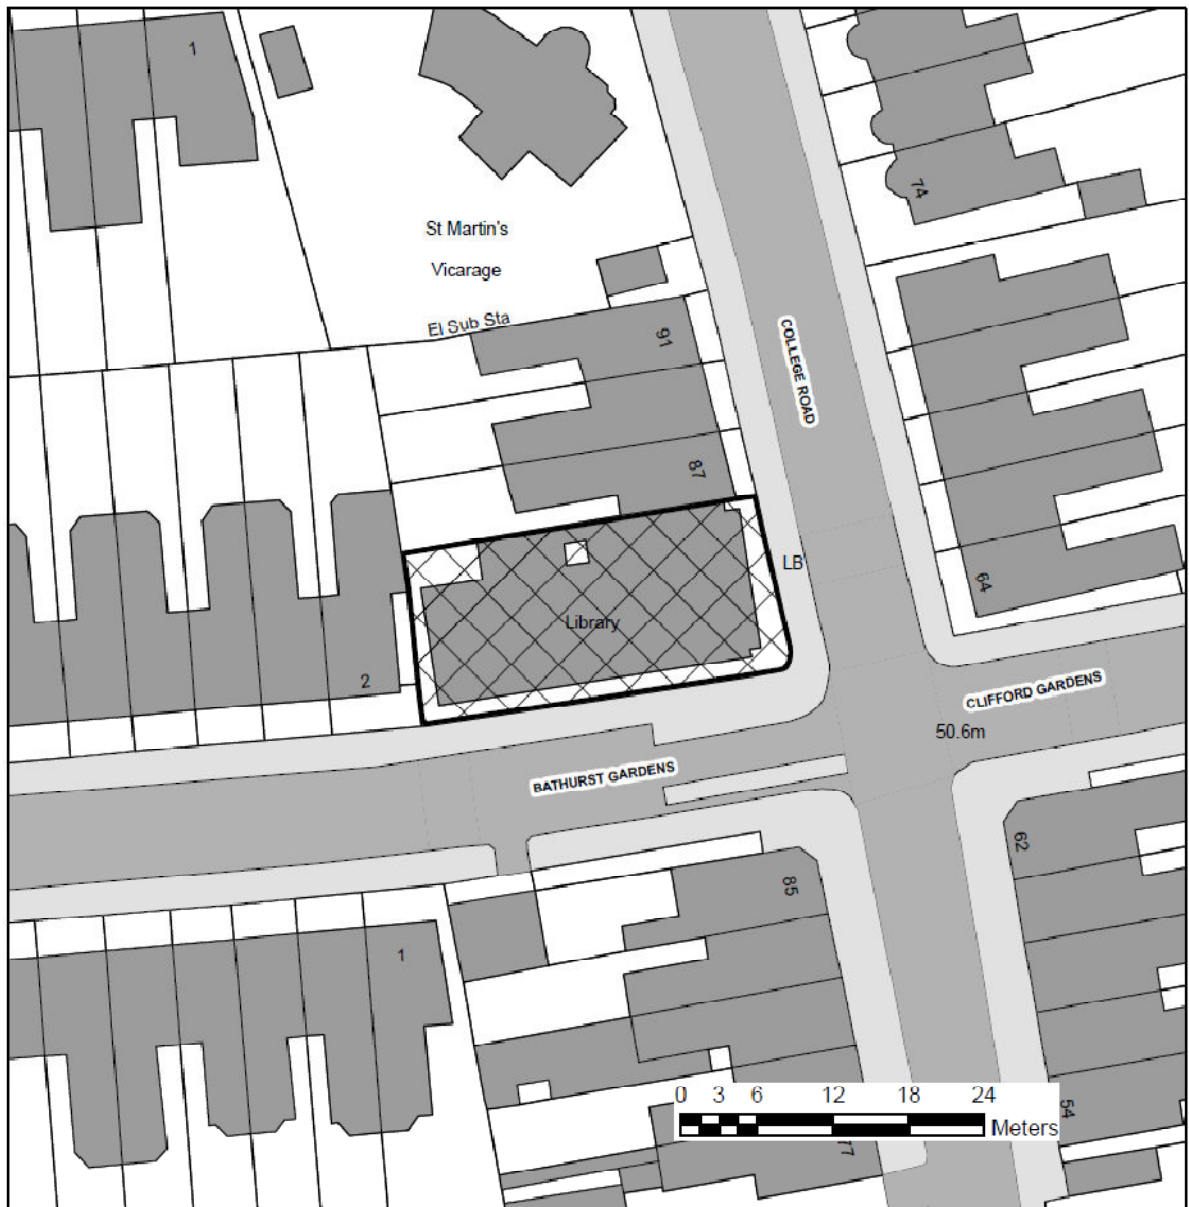 1
74
St Martin's
Vicarage
El Sub Sta
91
COLLEGE ROAD
87
LB
64
Library
2
CLIFFORD GARDENS
50.6m
BATHURST GARDENS
62
85
1
0 3 6 12 18 24
Meters
54
77